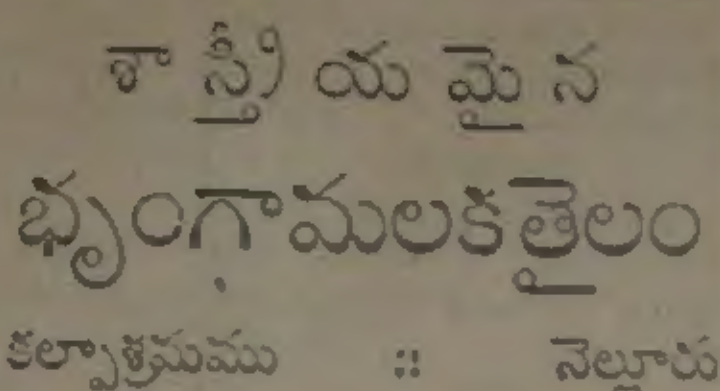 శాస్త్రీయమైన
భృంగామలకతైలం
కల్పాశ్రమము :: నెల్లూరు